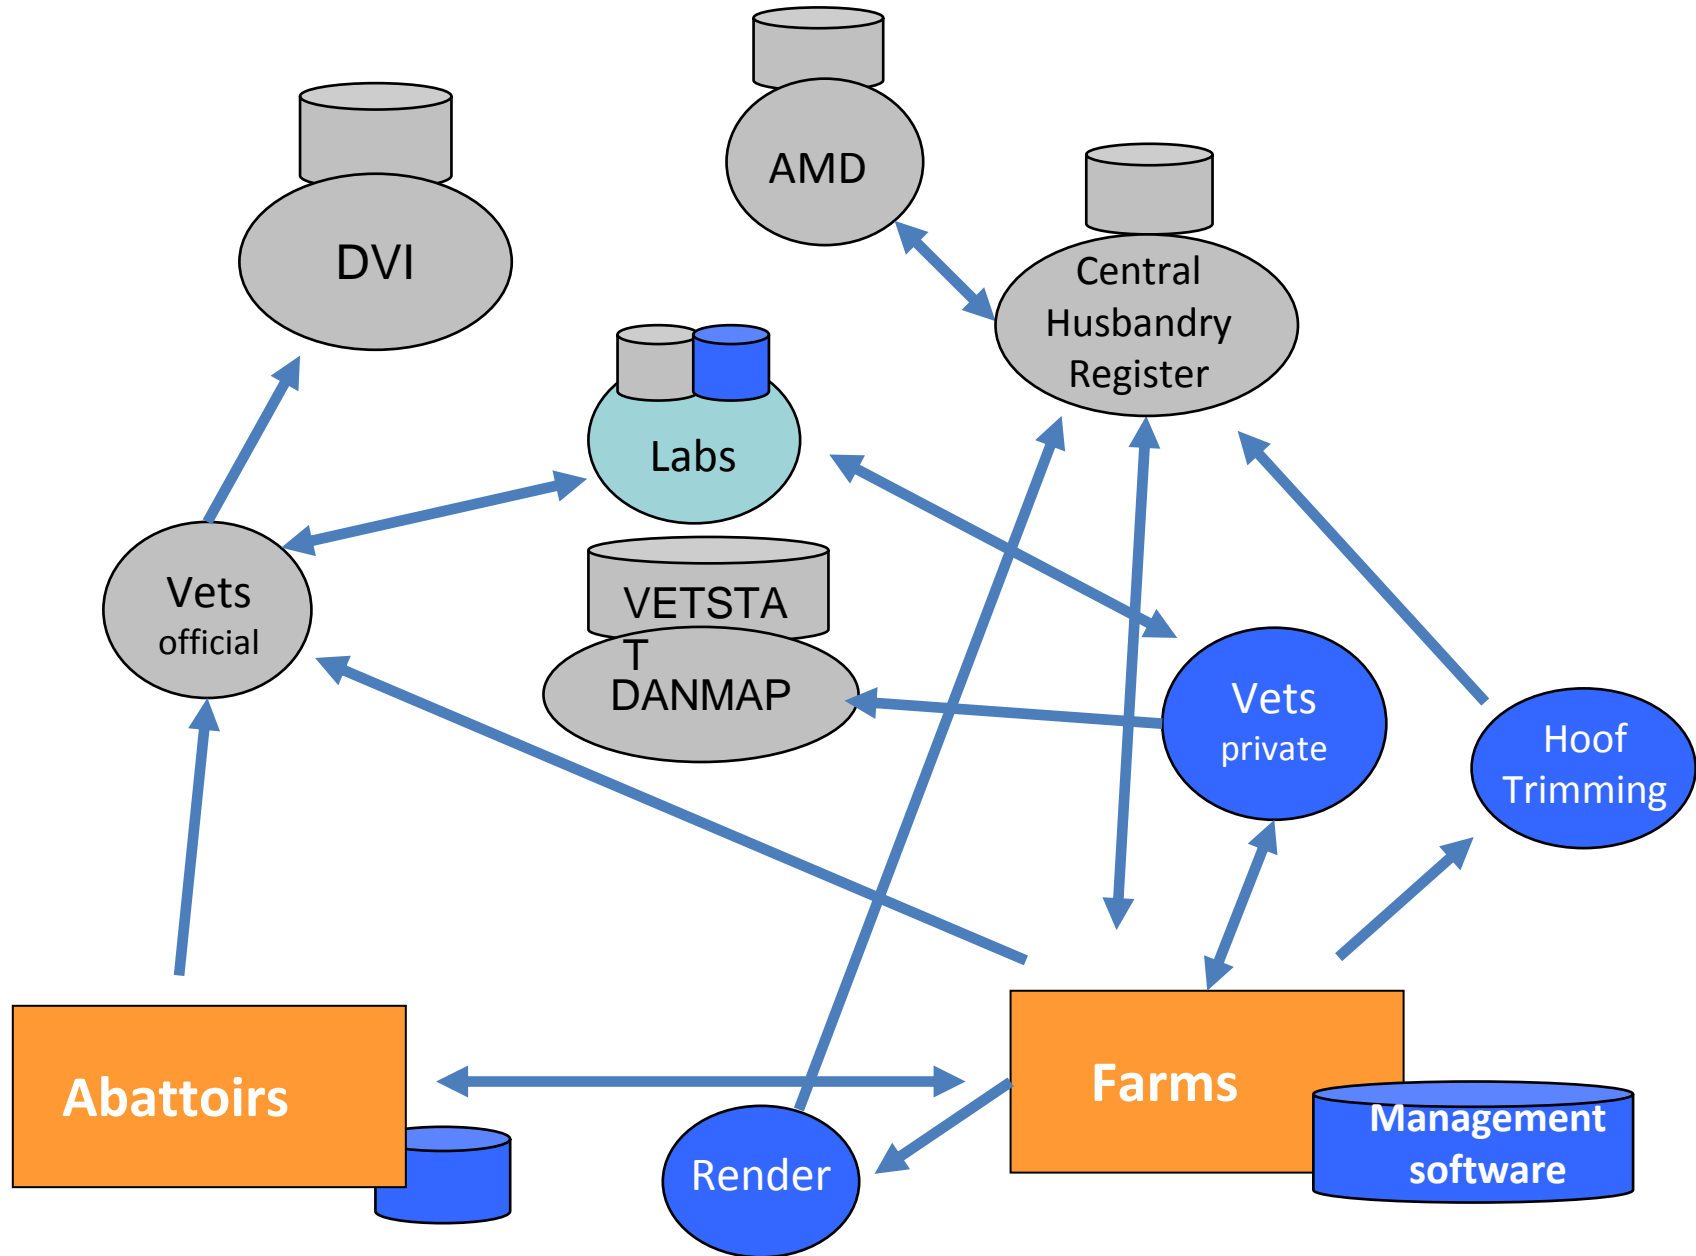 AMD
DVI
Central
Husbandry
Register
Labs
Vets
official
VETSTA
T
DANMAP
Vets
private
Hoof
Trimming
Abattoirs
Farms
Management
software
Render